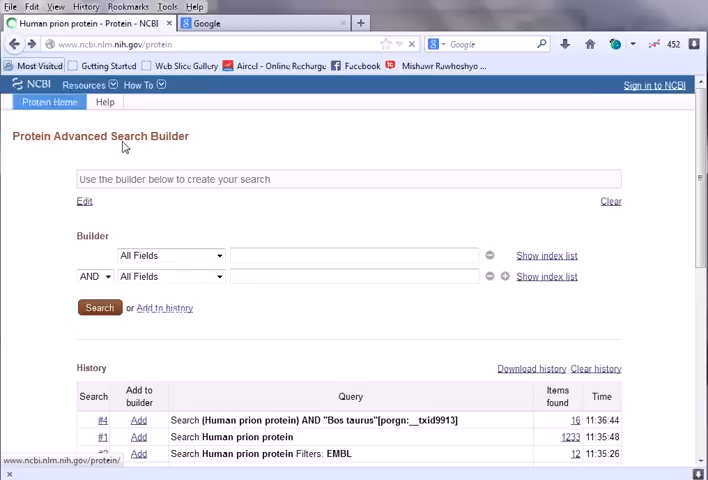 File Edit View History Bookmarks Tools Help
Human prion protein - Protein - NCBI Google
www.ncbi.nlm.nih.gov/protein Google 452
Most Visited Getting Started Web Slice Gallery Aircel - Online Recharge Facebook Mishawr Rawhoshyo ...
NCBI Resources How To Sign in to NCBI
Protein Home Help
Protein Advanced Search Builder
Use the builder below to create your search
Edit Clear
Builder
All Fields Show index list
AND All Fields Show index list
Search or Add to history
History Download history Clear history
Search Add to builder Query Items found Time
#4 Add Search (Human prion protein) AND "Bos taurus"[porgn:__txid9913] 16 11:36:44
#1 Add Search Human prion protein 1233 11:35:48
Add Search Human prion protein Filters: EMBL 12 11:35:26
www.ncbi.nlm.nih.gov/protein/